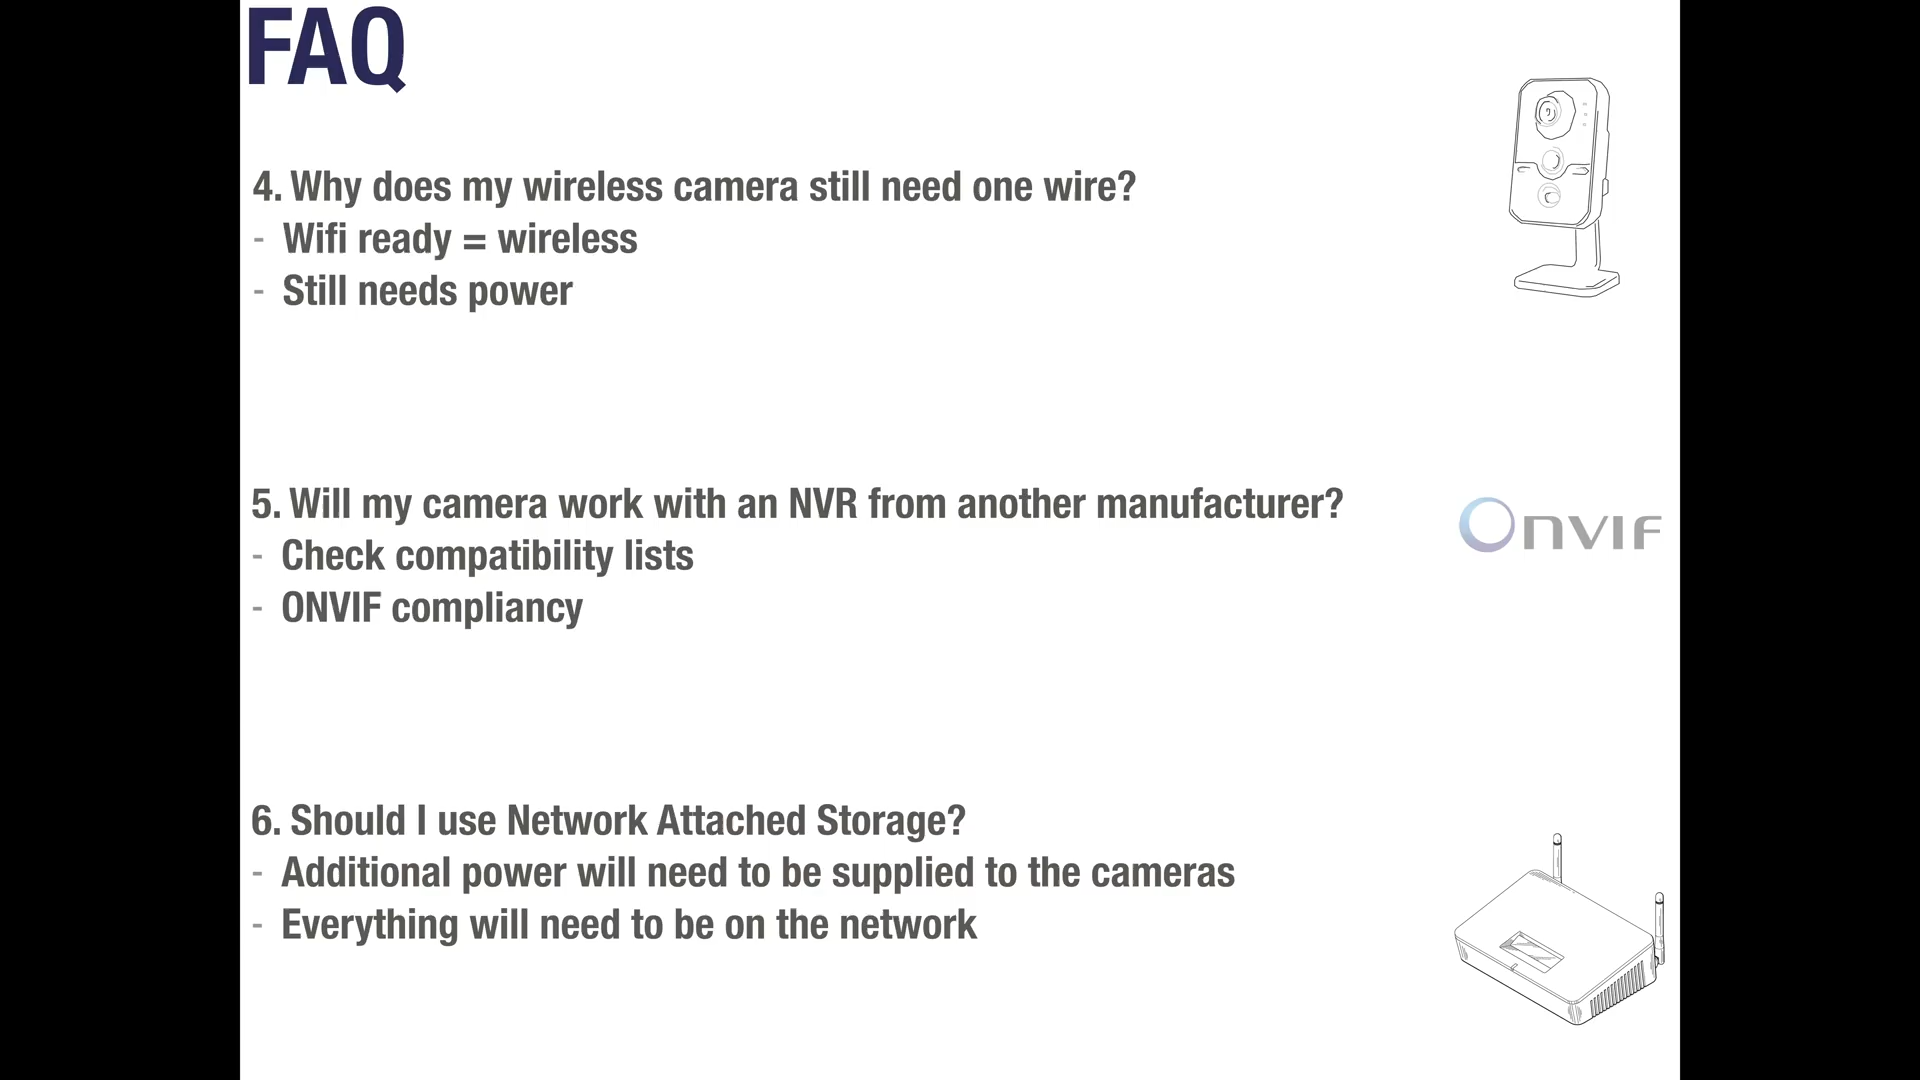 FAQ
4. Why does my wireless camera still need one wire?
- Wifi ready = wireless
- Still needs power
5. Will my camera work with an NVR from another manufacturer?
ONVIF
- Check compatibility lists
- ONVIF compliancy
6. Should I use Network Attached Storage?
- Additional power will need to be supplied to the cameras
- Everything will need to be on the network